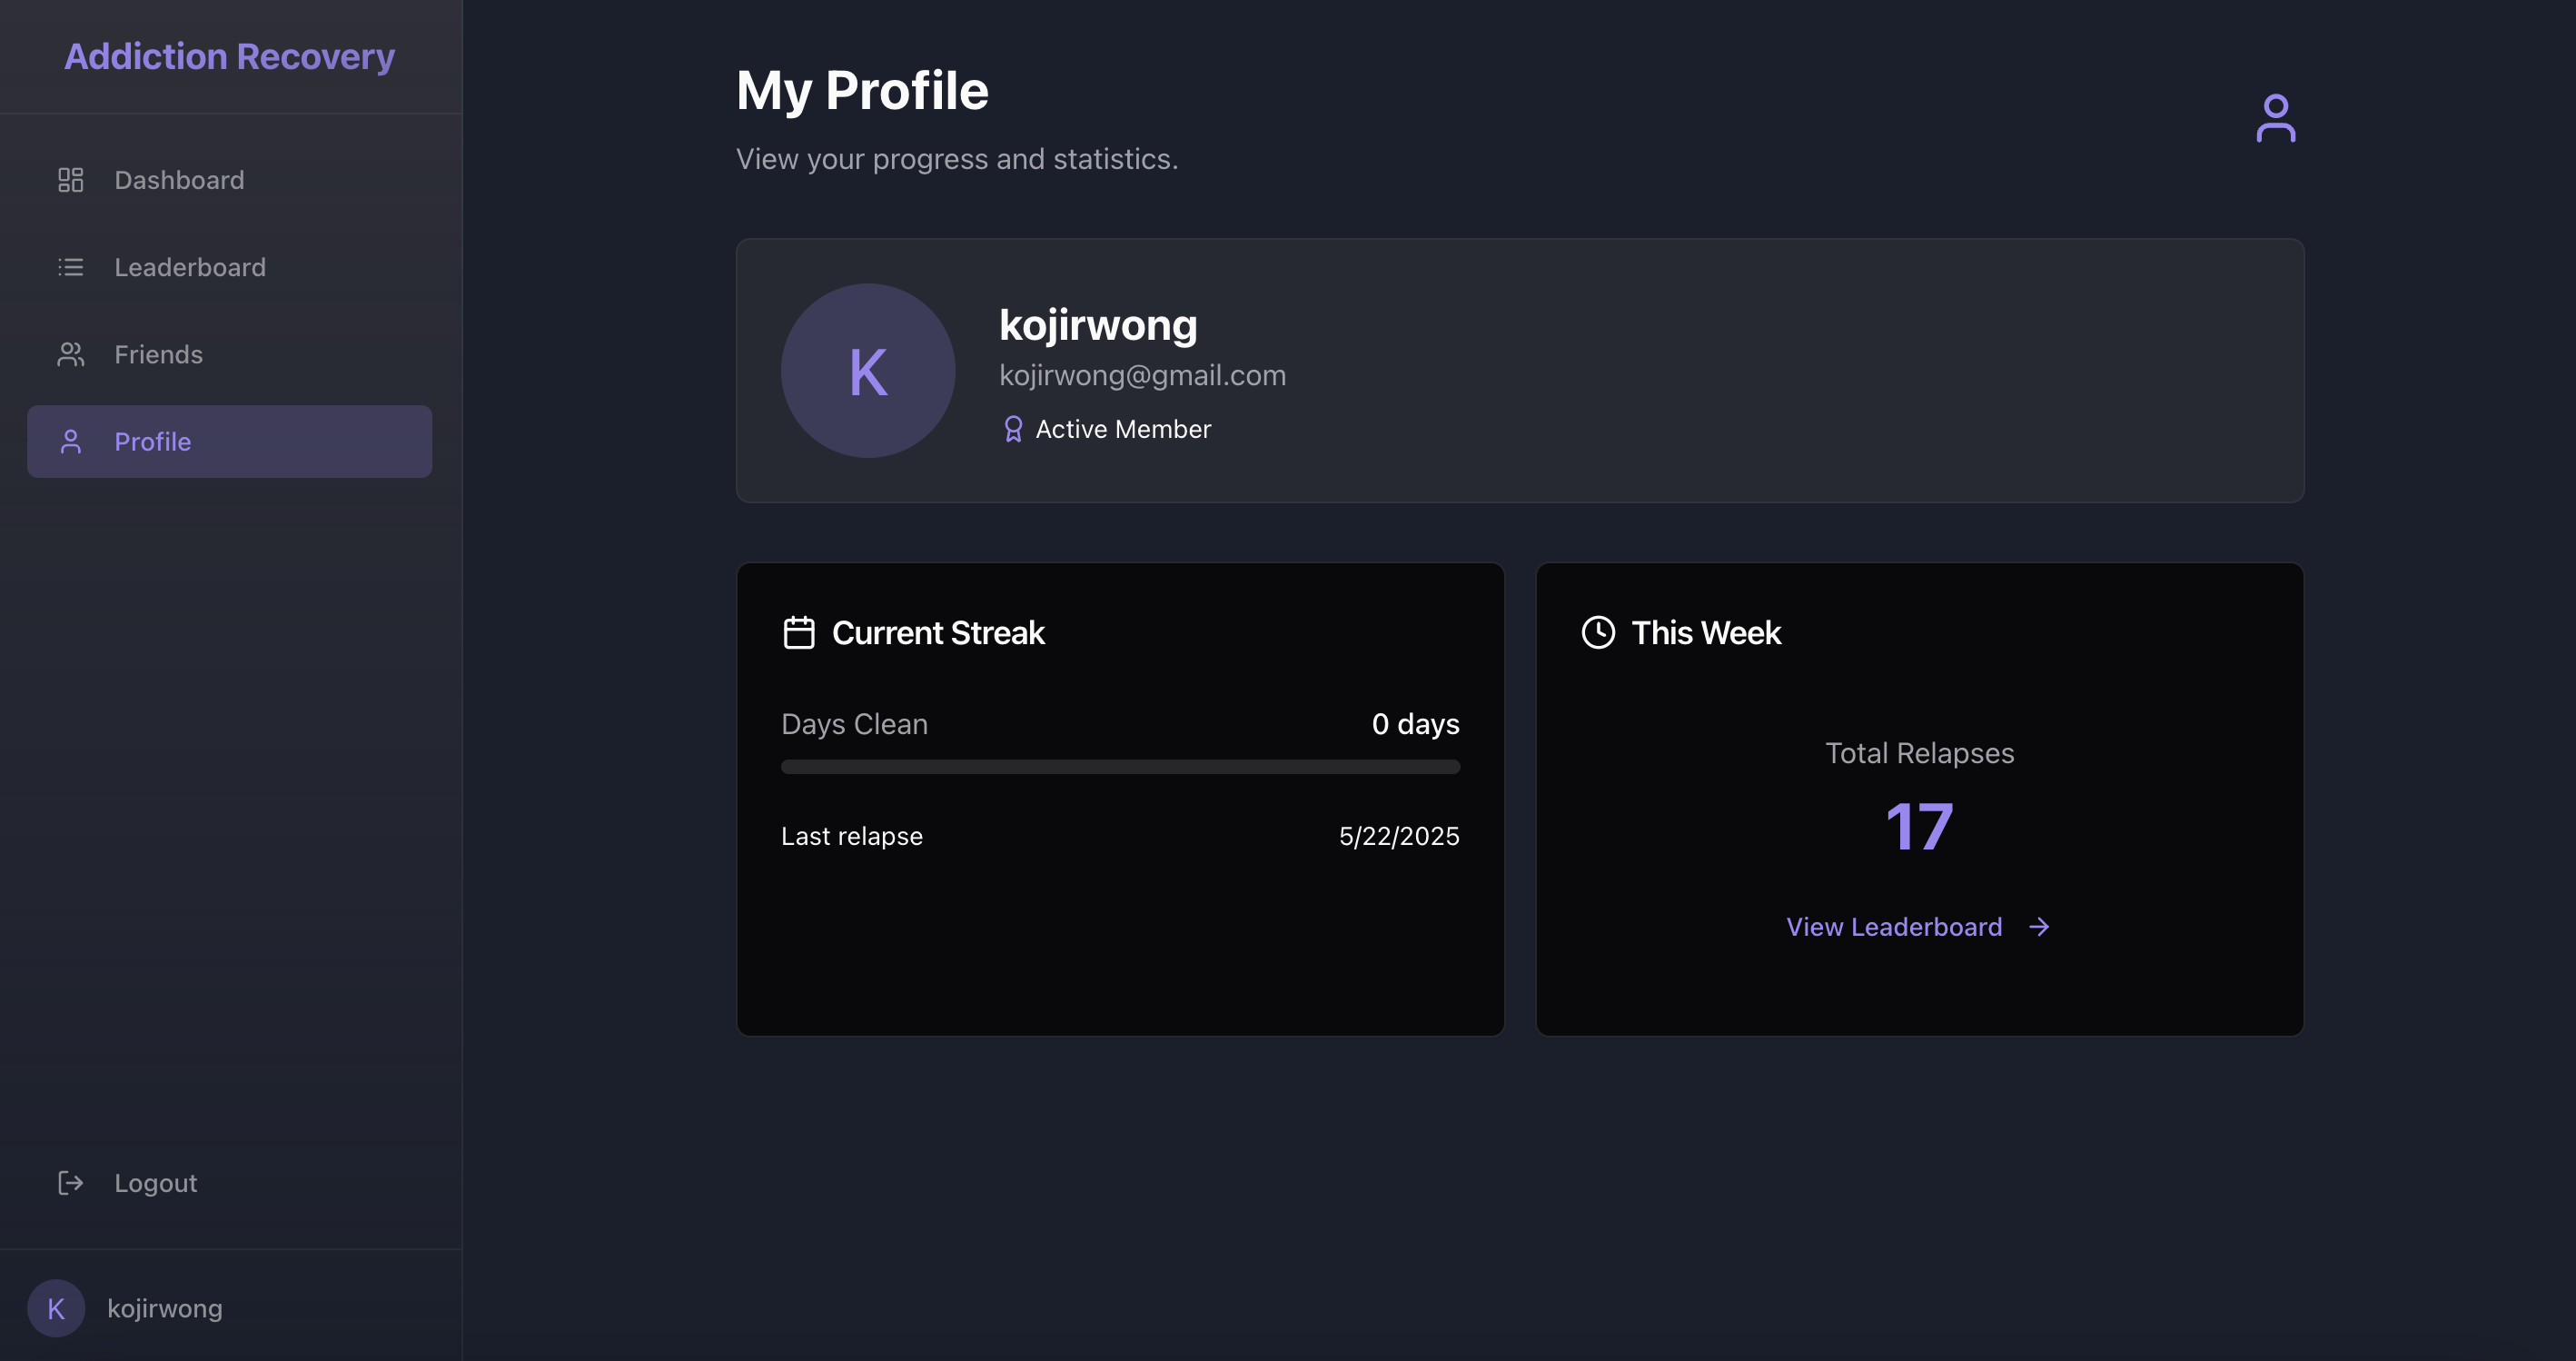 Addiction Recovery
Dashboard
Leaderboard
Friends
Profile
Logout
K
kojirwong
My Profile
View your progress and statistics.
K
kojirwong
kojirwong@gmail.com
Active Member
Current Streak
Days Clean 0 days
Last relapse 5/22/2025
This Week
Total Relapses
17
View Leaderboard